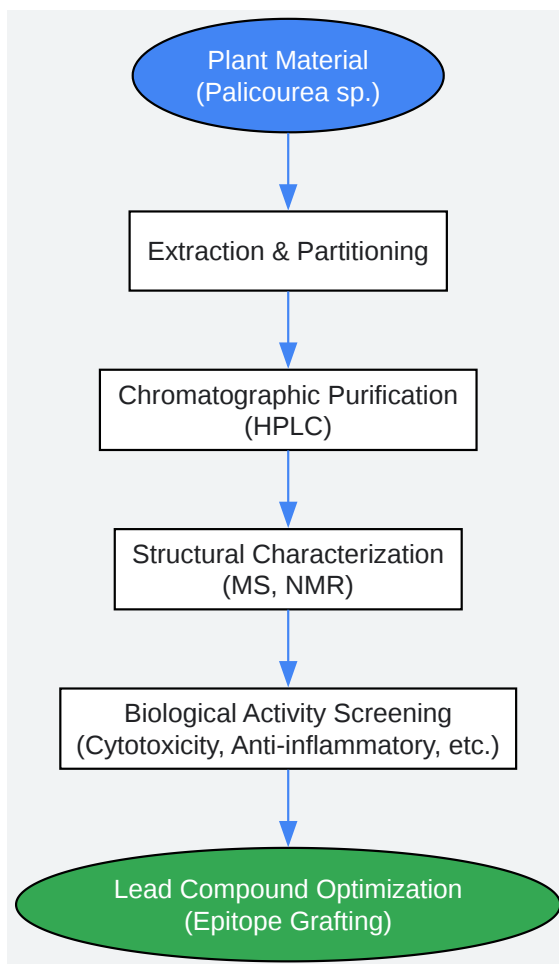 Plant Material
(Palicourea sp.)
Extraction & Partitioning
Chromatographic Purification
(HPLC)
Structural Characterization
(MS, NMR)
Biological Activity Screening
(Cytotoxicity, Anti-inflammatory, etc.)
Lead Compound Optimization
(Epitope Grafting)